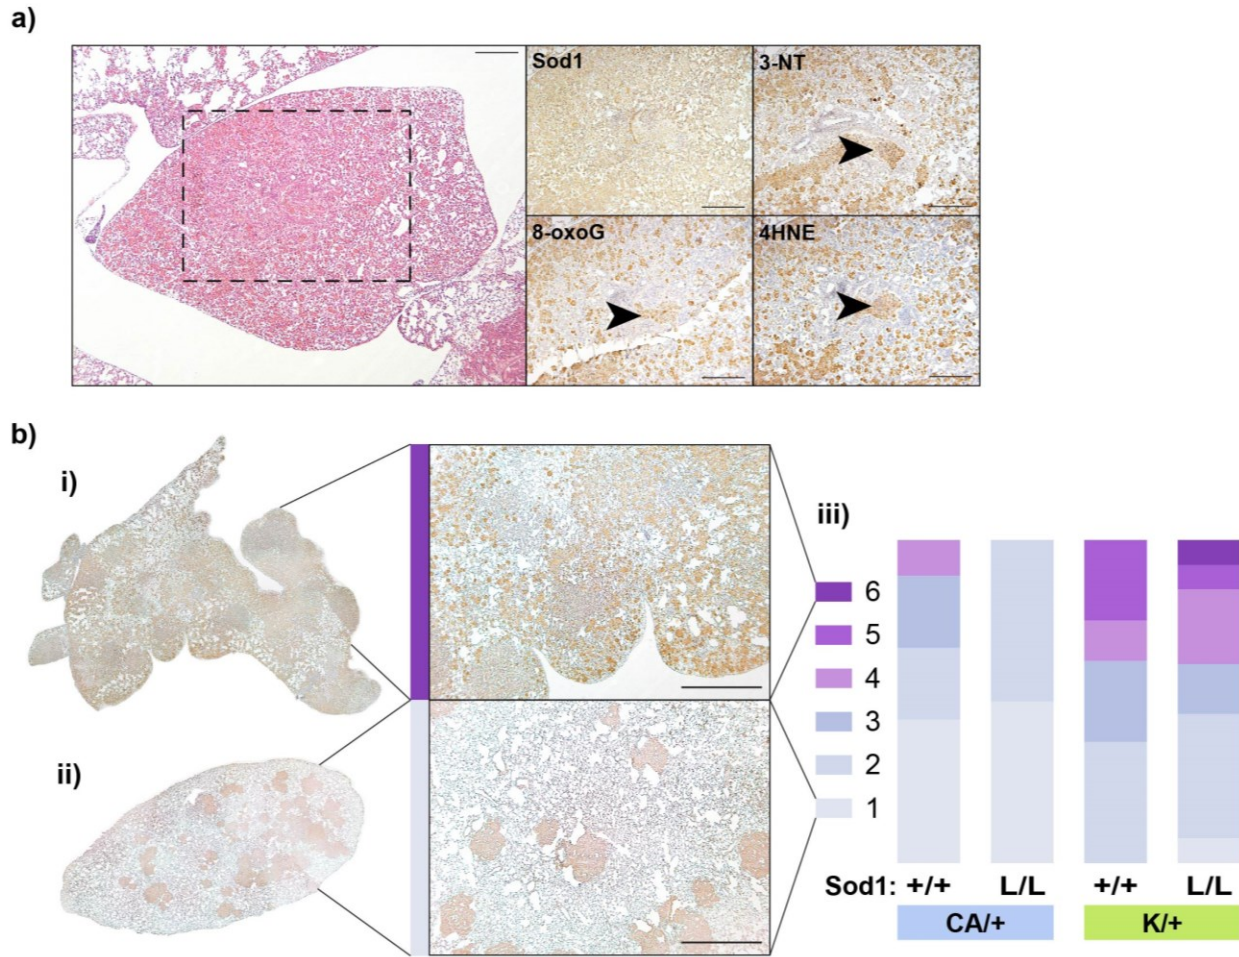 a)
Sod1
3-NT
8-oxoG
4HNE
b)
i)
ii)
iii)
6
5
4
3
2
1
Sod1: +/+ L/L +/+ L/L
CA/+ K/+